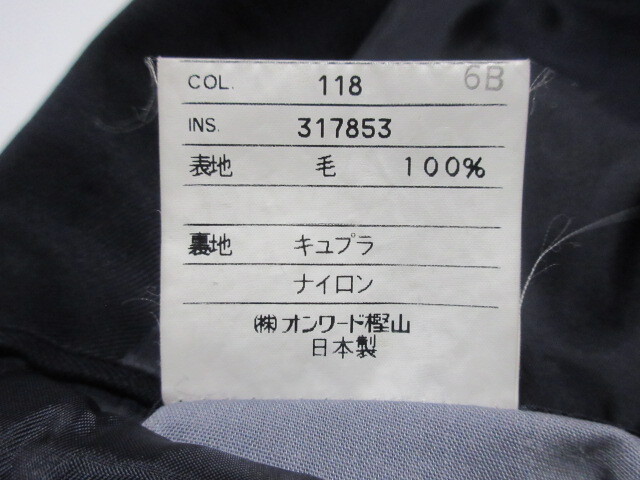 COL. 118 6B
INS. 317853
表地 毛 100%
裏地 キュプラ
ナイロン
㈱オンワード樫山
日本製